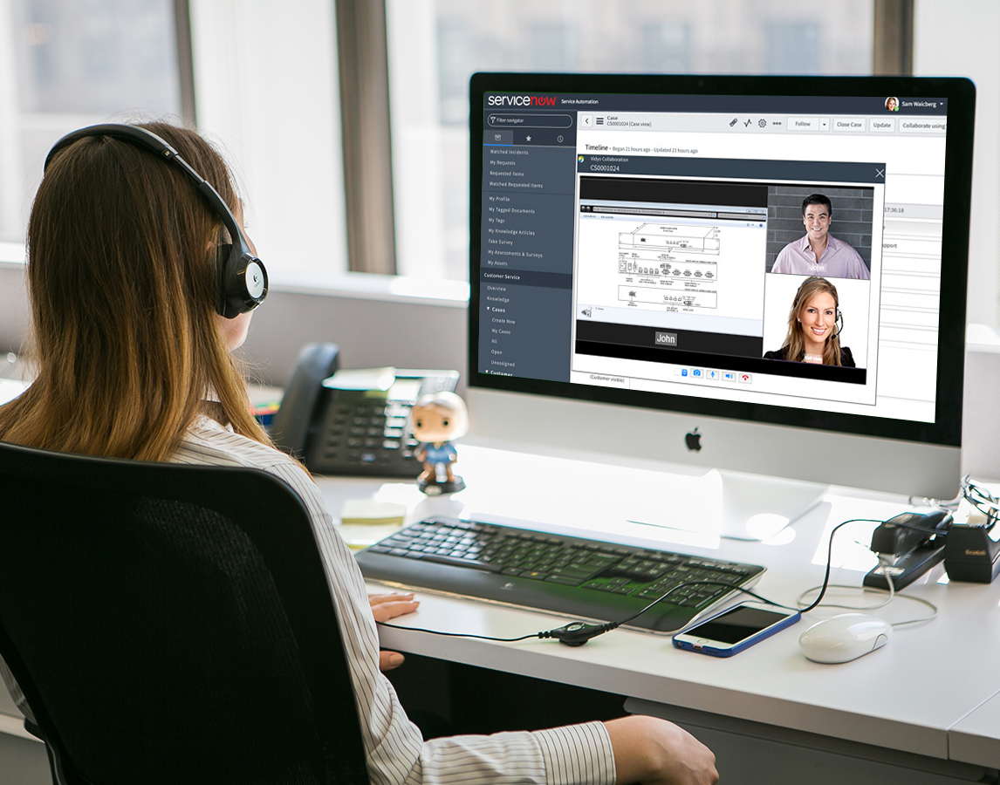 servicenow Service Automation
Sam Waicberg
Filter navigator
Case
CS0001024 [Case view]
Follow
Close Case
Update
Collaborate using
Timeline - Began 21 hours ago - Updated 21 hours ago
Watched Incidents
My Requests
Requested Items
Watched Requested Items
My Profile
My Tagged Documents
My Tags
My Knowledge Articles
Take Survey
My Assessments & Surveys
My Assets
Customer Service
Overview
Knowledge
Cases
Create New
My Cases
All
Open
Unassigned
Customer
Collaboration
CS0001024
17:36:18
John
John
(Customer visible)
Scotch